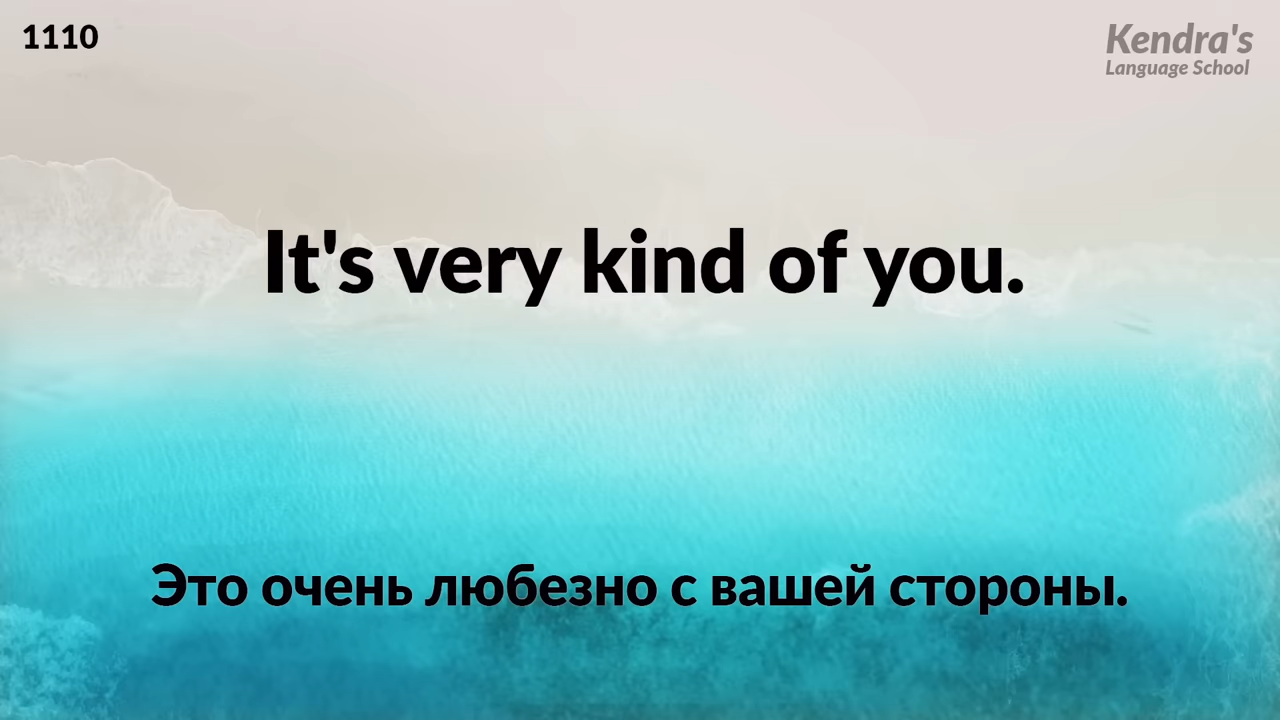 1110
Kendra's
Language School
It's very kind of you.
Это очень любезно с вашей стороны.